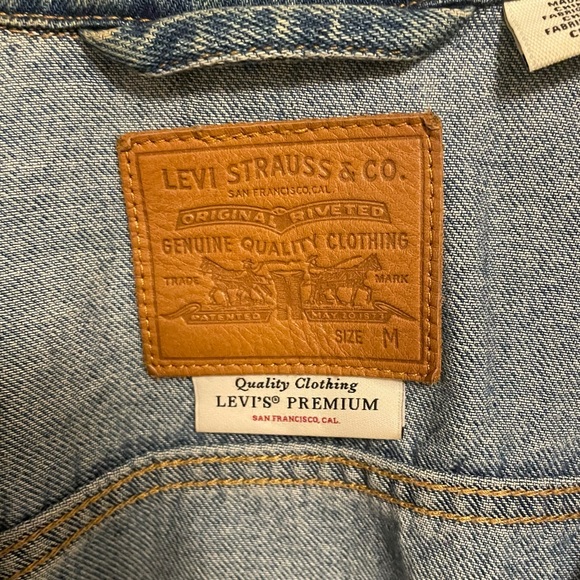 LEVI STRAUSS & CO.
SAN FRANCISCO, CAL.
ORIGINAL RIVETED
GENUINE QUALITY CLOTHING
TRADE MARK
PATENTED MAY 20 1873
SIZE M
Quality Clothing
LEVI'S® PREMIUM
SAN FRANCISCO, CAL.